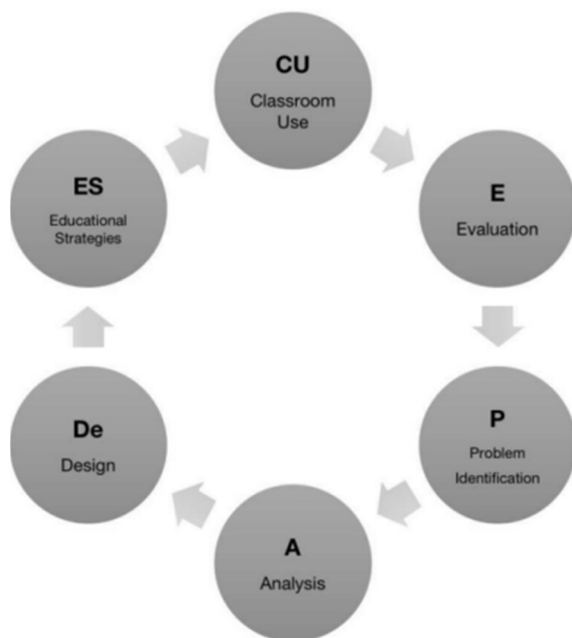 CU
Classroom
Use
E
Evaluation
P
Problem
Identification
A
Analysis
De
Design
ES
Educational
Strategies